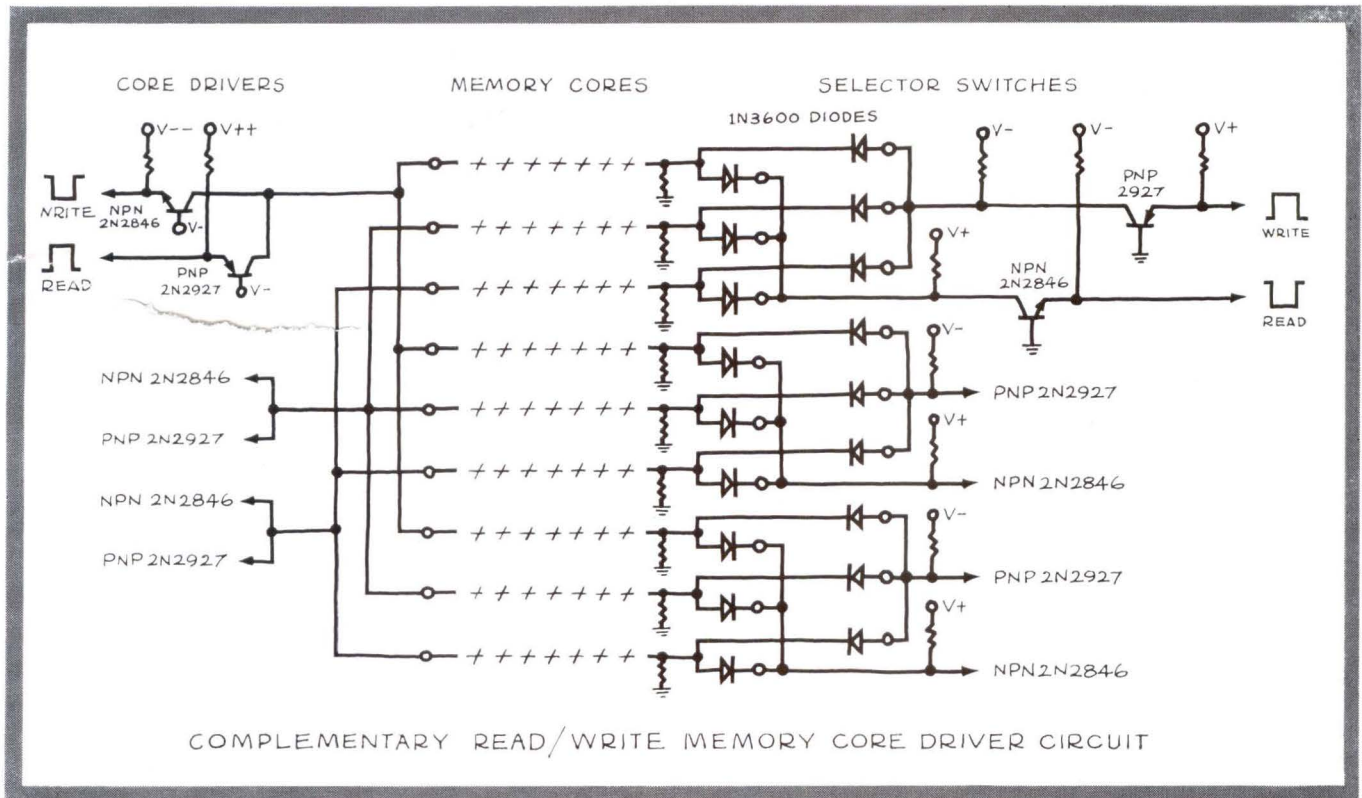 CORE DRIVERS
MEMORY CORES
SELECTOR SWITCHES
1N3600 DIODES
V--
V++
V-
V-
V+
WRITE
NPN
2N2846
V-
READ
PNP
2N2927
V-
PNP
2927
WRITE
V+
NPN
2N2846
READ
NPN 2N2846
PNP 2N2927
V-
PNP 2N2927
V+
NPN 2N2846
NPN 2N2846
PNP 2N2927
V-
PNP 2N2927
V+
NPN 2N2846
COMPLEMENTARY READ/WRITE MEMORY CORE DRIVER CIRCUIT